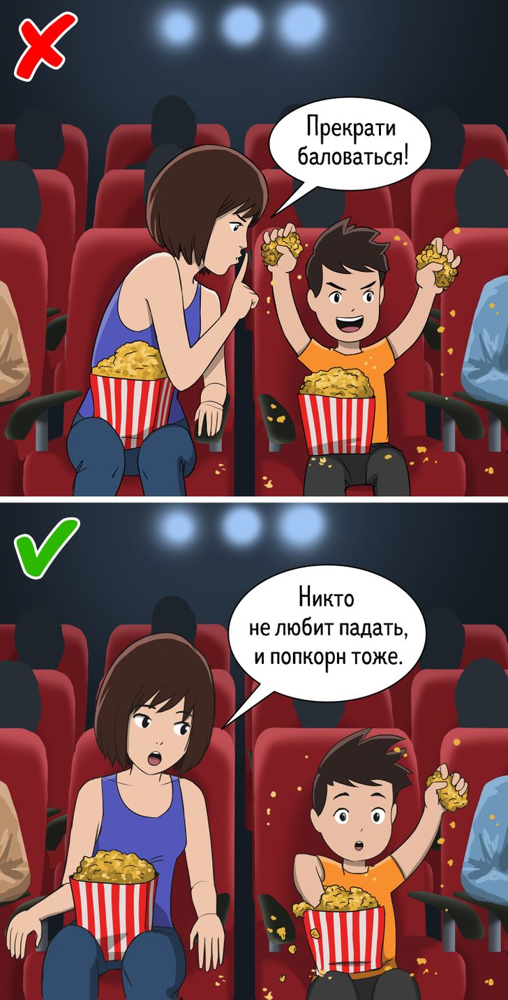 Прекрати
баловаться!
Никто
не любит падать,
и попкорн тоже.